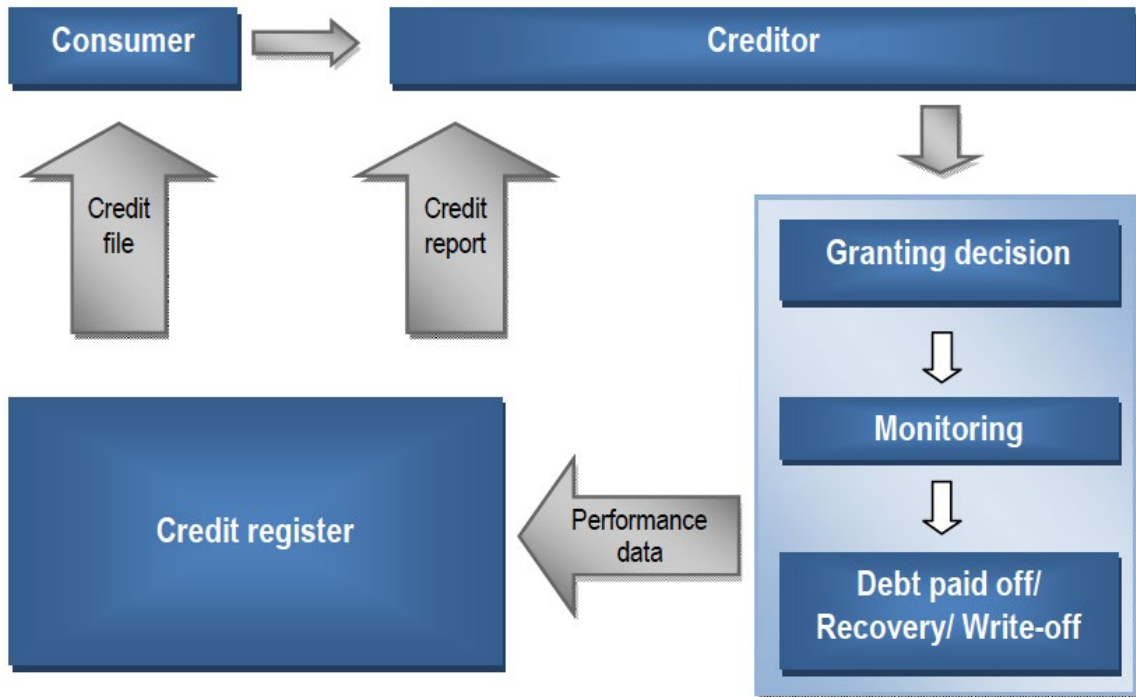 Consumer
Creditor
Credit
file
Credit
report
Granting decision
Monitoring
Credit register
Performance
data
Debt paid off/
Recovery/ Write-off